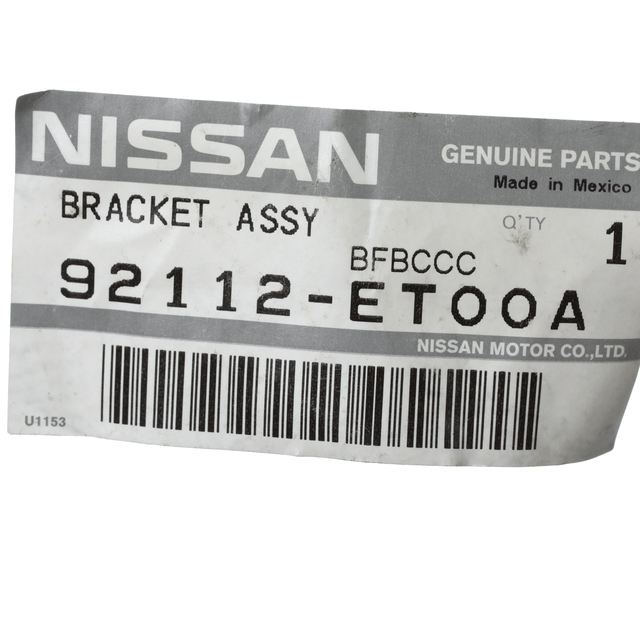 NISSAN
GENUINE PARTS
Made in Mexico
BRACKET ASSY
Q'TY 1
BFBCCC
92112-ET00A
NISSAN MOTOR CO.,LTD.
U1153